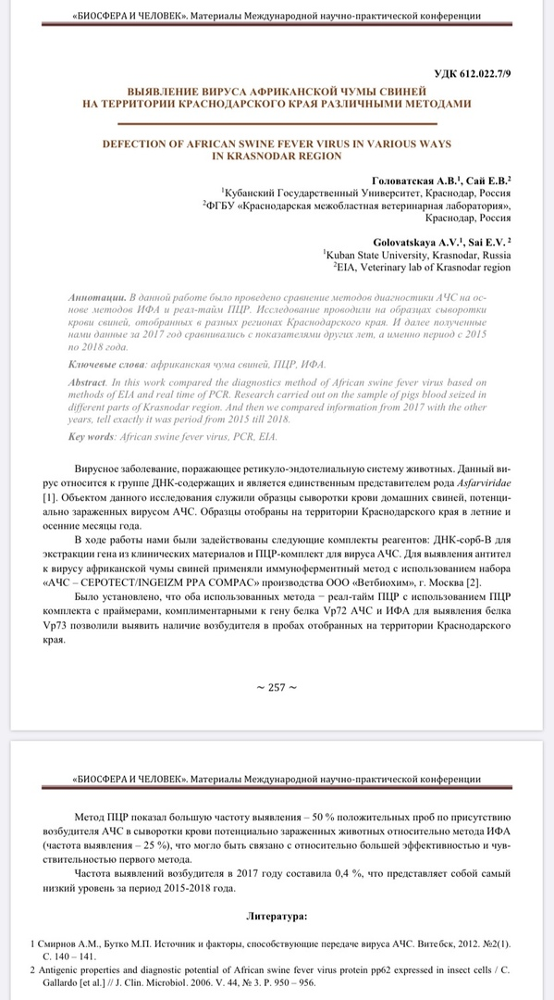 «БИОСФЕРА И ЧЕЛОВЕК». Материалы Международной научно-практической конференции
УДК 612.022.7/9
ВЫЯВЛЕНИЕ ВИРУСА АФРИКАНСКОЙ ЧУМЫ СВИНЕЙ
НА ТЕРРИТОРИИ КРАСНОДАРСКОГО КРАЯ РАЗЛИЧНЫМИ МЕТОДАМИ
DEFECTION OF AFRICAN SWINE FEVER VIRUS IN VARIOUS WAYS
IN KRASNODAR REGION
Головатская А.В.¹, Сай Е.В.²
¹Кубанский Государственный Университет, Краснодар, Россия
²ФГБУ «Краснодарская межобластная ветеринарная лаборатория»,
Краснодар, Россия
Golovatskaya A.V.¹, Sai E.V. ²
¹Kuban State University, Krasnodar, Russia
²EIA, Veterinary lab of Krasnodar region
Аннотации. В данной работе было проведено сравнение методов диагностики АЧС на ос-
нове методов ИФА и реал-тайм ПЦР. Исследование проводили на образцах сыворотки
крови свиней, отобранных в разных регионах Краснодарского края. И далее полученные
нами данные за 2017 год сравнивались с показателями других лет, а именно период с 2015
по 2018 года.
Ключевые слова: африканская чума свиней, ПЦР, ИФА.
Abstract. In this work compared the diagnostics method of African swine fever virus based on
methods of EIA and real time of PCR. Research carried out on the sample of pigs blood seized in
different parts of Krasnodar region. And then we compared information from 2017 with the other
years, tell exactly it was period from 2015 till 2018.
Key words: African swine fever virus, PCR, EIA.
Вирусное заболевание, поражающее ретикуло-эндотелиальную систему животных. Данный ви-
рус относится к группе ДНК-содержащих и является единственным представителем рода Asfarviridae
[1]. Объектом данного исследования служили образцы сыворотки крови домашних свиней, потенци-
ально зараженных вирусом АЧС. Образцы отобраны на территории Краснодарского края в летние и
осенние месяцы года.
В ходе работы нами были задействованы следующие комплекты реагентов: ДНК-сорб-В для
экстракции гена из клинических материалов и ПЦР-комплект для вируса АЧС. Для выявления антител
к вирусу африканской чумы свиней применяли иммуноферментный метод с использованием набора
«АЧС – СЕРОТЕСТ/INGEIZM PPA COMPAC» производства ООО «Ветбиохим», г. Москва [2].
Было установлено, что оба использованных метода − реал-тайм ПЦР с использованием ПЦР
комплекта с праймерами, комплиментарными к гену белка Vp72 АЧС и ИФА для выявления белка
Vp73 позволили выявить наличие возбудителя в пробах отобранных на территории Краснодарского
края.
~ 257 ~
«БИОСФЕРА И ЧЕЛОВЕК». Материалы Международной научно-практической конференции
Метод ПЦР показал большую частоту выявления – 50 % положительных проб по присутствию
возбудителя АЧС в сыворотки крови потенциально зараженных животных относительно метода ИФА
(частота выявления – 25 %), что могло быть связано с относительно большей эффективностью и чув-
ствительностью первого метода.
Частота выявлений возбудителя в 2017 году составила 0,4 %, что представляет собой самый
низкий уровень за период 2015-2018 года.
Литература:
1 Смирнов А.М., Бутко М.П. Источник и факторы, способствующие передаче вируса АЧС. Витебск, 2012. №2(1).
С. 140 – 141.
2 Antigenic properties and diagnostic potential of African swine fever virus protein pp62 expressed in insect cells / C.
Gallardo [et al.] // J. Clin. Microbiol. 2006. V. 44, № 3. P. 950 – 956.